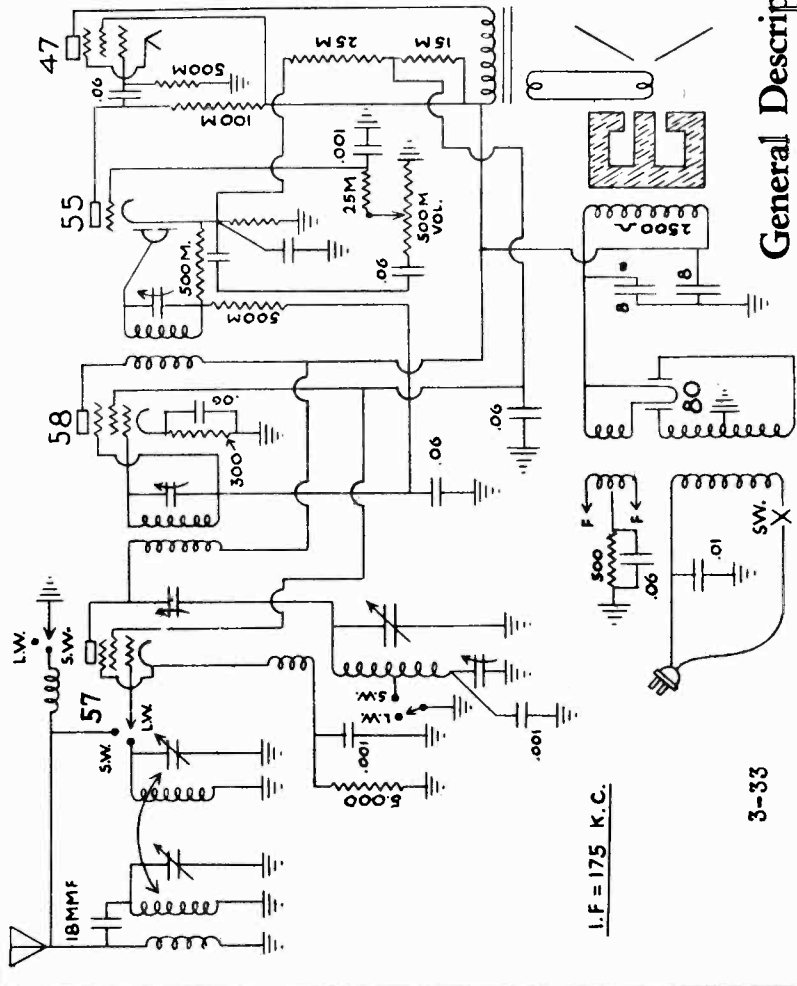 47
.06
500M
100M
25M
15M
55
.001
25M
500M
VOL.
.06
500M.
500M
58
.06
300
.06
.06
L.W.
S.W.
57
S.W.
L.W.
18MMF
S.W.
L.W.
.001
.001
5.000
I.F = 175 K.C.
3-33
500
.06
F
F
.01
SW.
80
8
8
2500
General Descrip